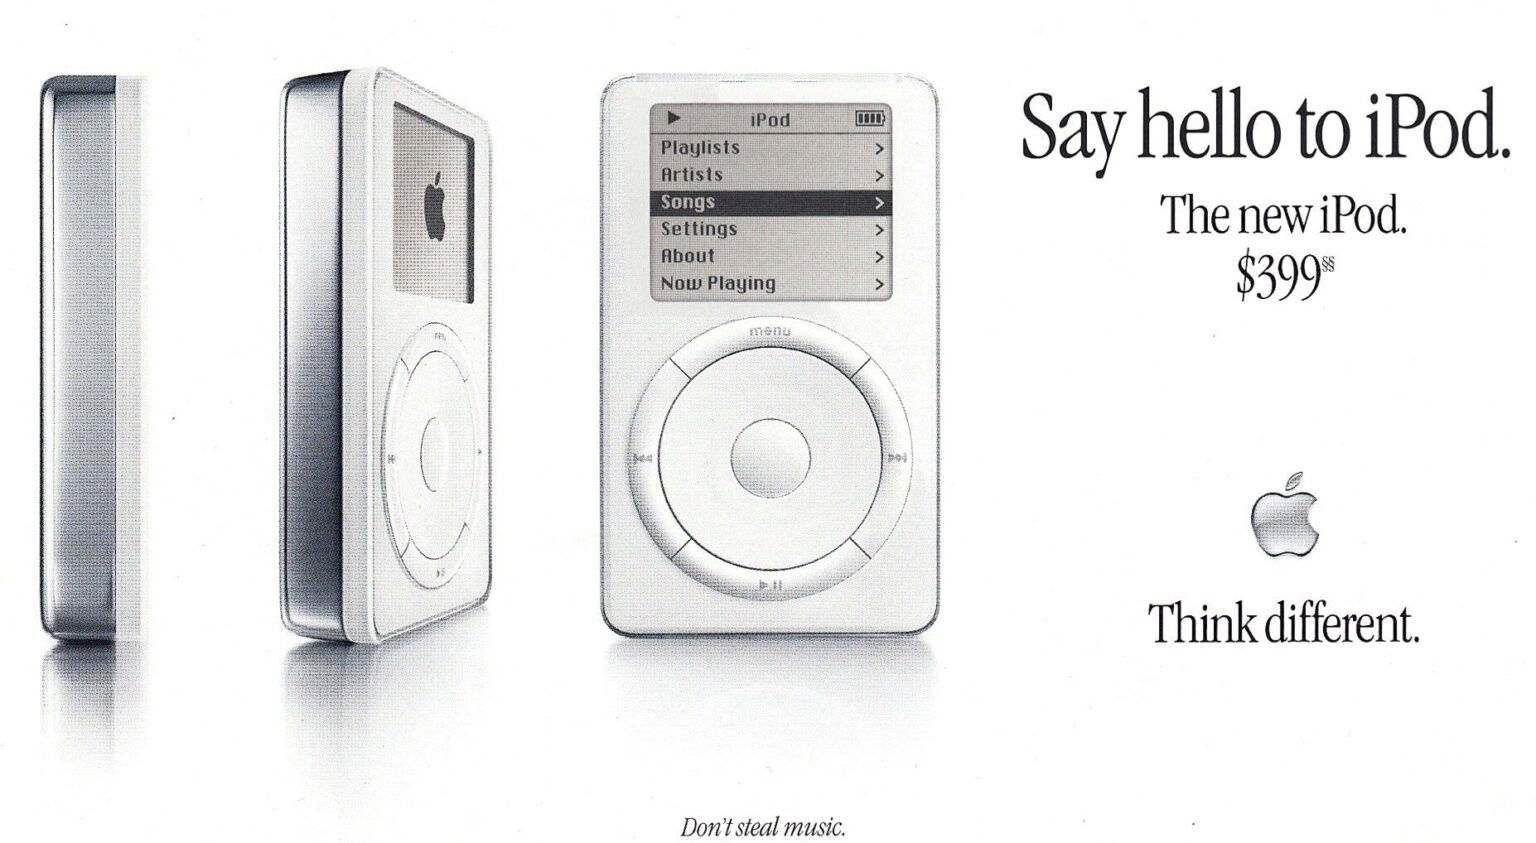 iPod
Playlists
Artists
Songs
Settings
About
Now Playing
menu
menu
Say hello to iPod.
The new iPod.
$399§§
Think different.
Don't steal music.